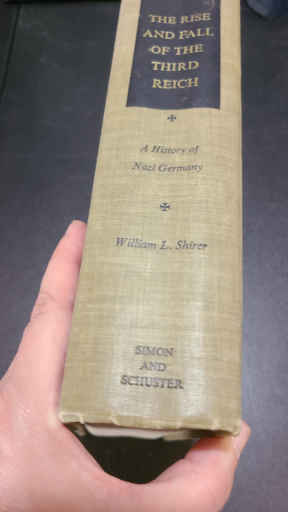 THE RISE
AND FALL
OF THE
THIRD
REICH
A History of
Nazi Germany
William L. Shirer
SIMON
AND
SCHUSTER